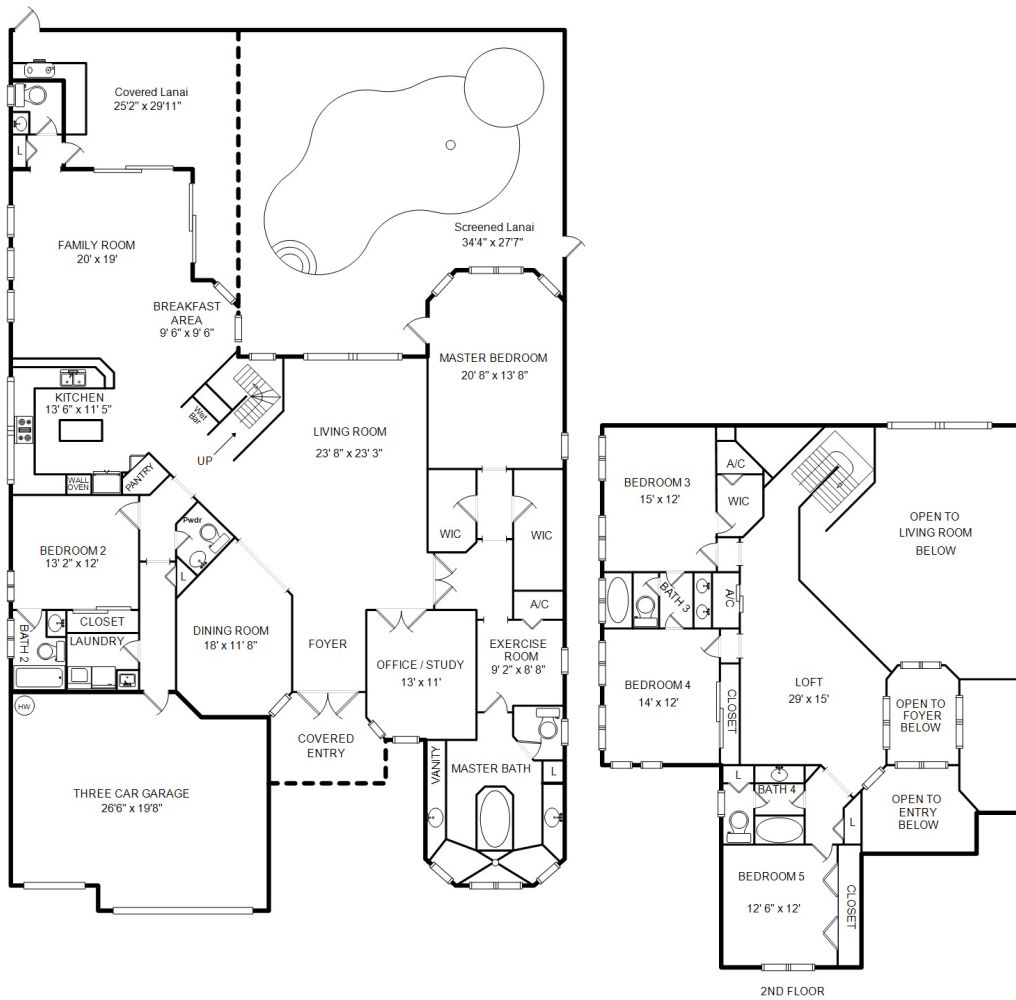 Covered Lanai
25'2" x 29'11"
L
FAMILY ROOM
20' x 19'
Screened Lanai
34'4" x 27'7"
BREAKFAST
AREA
9' 6" x 9' 6"
MASTER BEDROOM
20' 8" x 13' 8"
KITCHEN
13' 6" x 11' 5"
Wet
Bar
UP
LIVING ROOM
23' 8" x 23' 3"
WALL
OVEN
PANTRY
WIC
WIC
Pwdr
L
BEDROOM 2
13' 2" x 12'
A/C
CLOSET
BATH 2
LAUNDRY
DINING ROOM
18' x 11' 8"
FOYER
OFFICE / STUDY
13' x 11'
EXERCISE
ROOM
9' 2" x 8' 8"
HW
COVERED
ENTRY
VANITY
MASTER BATH
L
THREE CAR GARAGE
26'6" x 19'8"
A/C
BEDROOM 3
15' x 12'
WIC
OPEN TO
LIVING ROOM
BELOW
BATH 3
A/C
BEDROOM 4
14' x 12'
CLOSET
LOFT
29' x 15'
OPEN TO
FOYER
BELOW
L
BATH 4
L
OPEN TO
ENTRY
BELOW
BEDROOM 5
12' 6" x 12'
CLOSET
2ND FLOOR